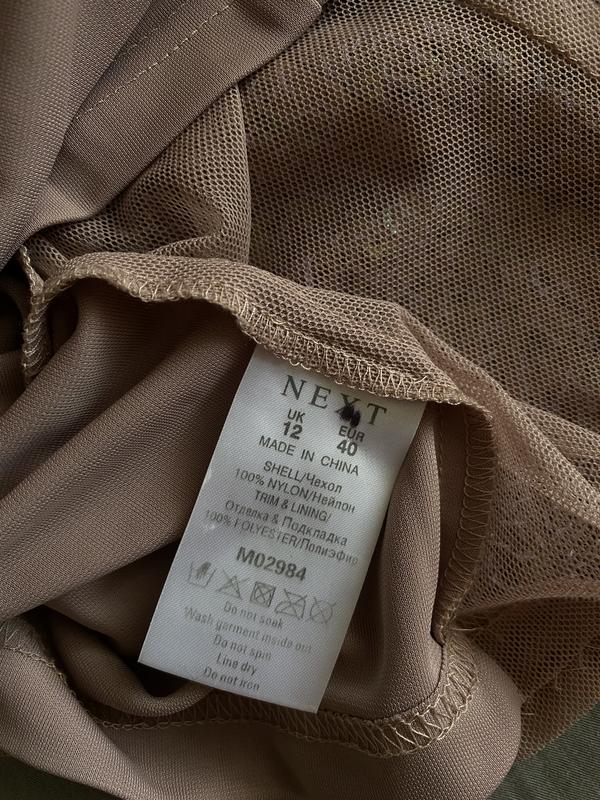 NEXT
UK EUR
12 40
MADE IN CHINA
SHELL/Чехол
100% NYLON/Нейлон
TRIM & LINING/
Отделка & Подкладка
100% POLYESTER/Полиэфир
M02984
Do not soak
Wash garment inside out
Do not spin
Line dry
Do not iron